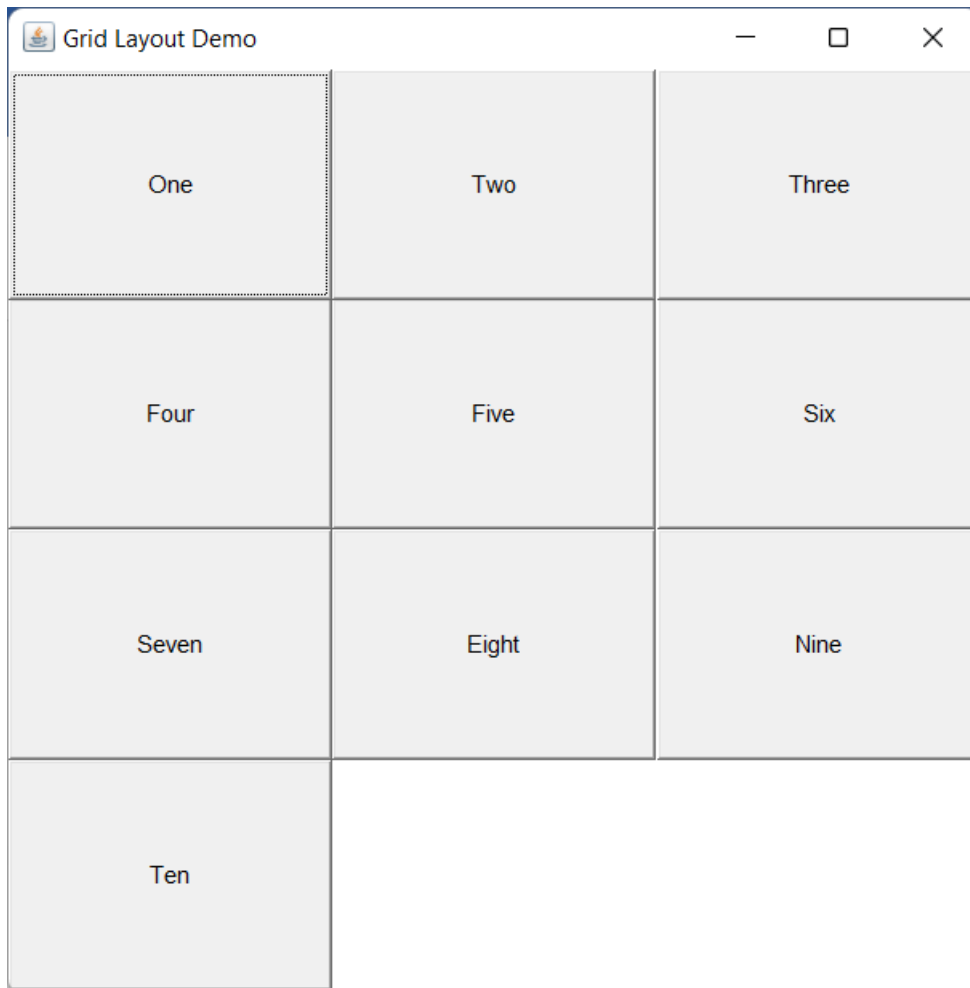 Grid Layout Demo
One Two Three
Four Five Six
Seven Eight Nine
Ten